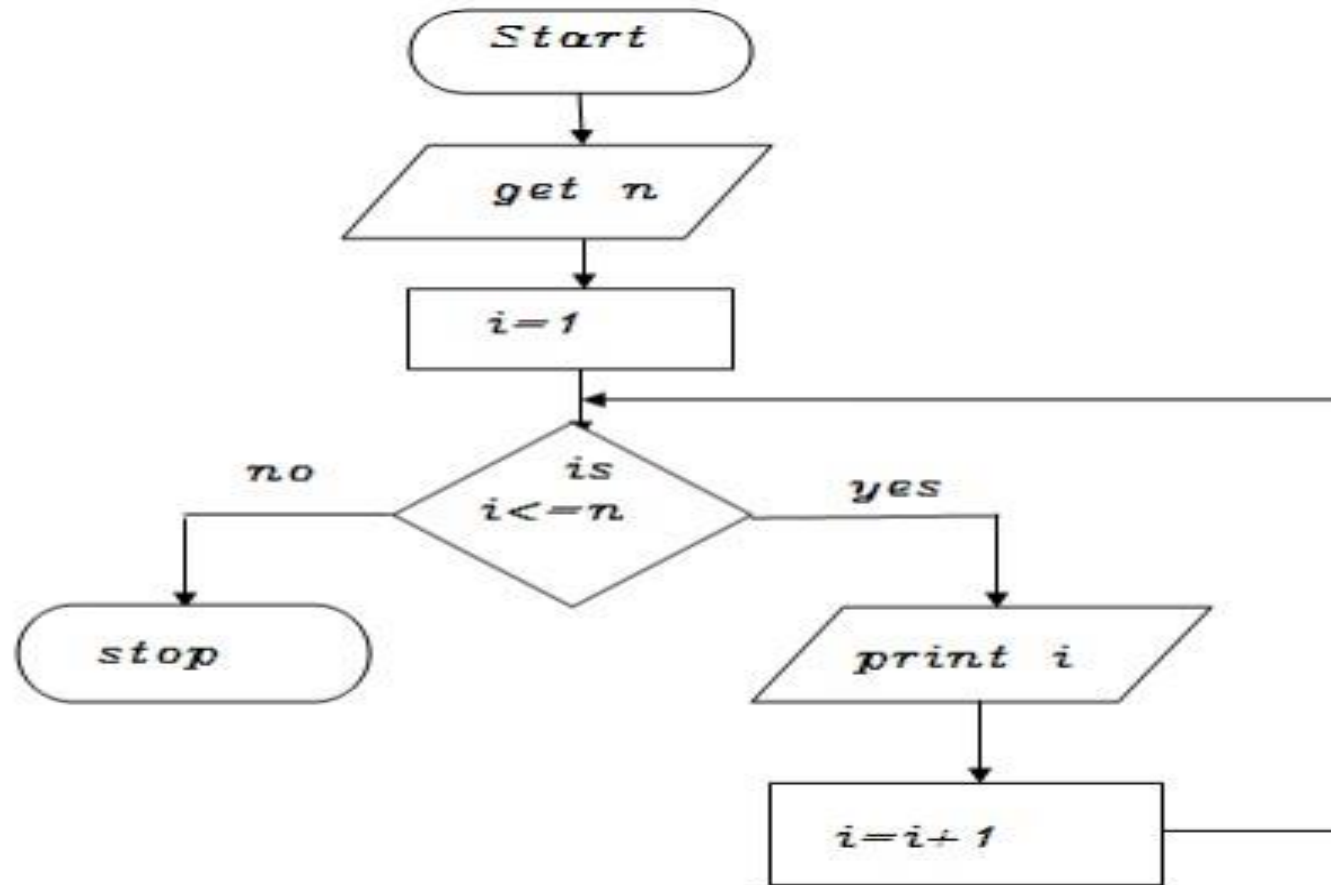 Start
get n
i=1
is
i<=n
no
yes
stop
print i
i=i+1